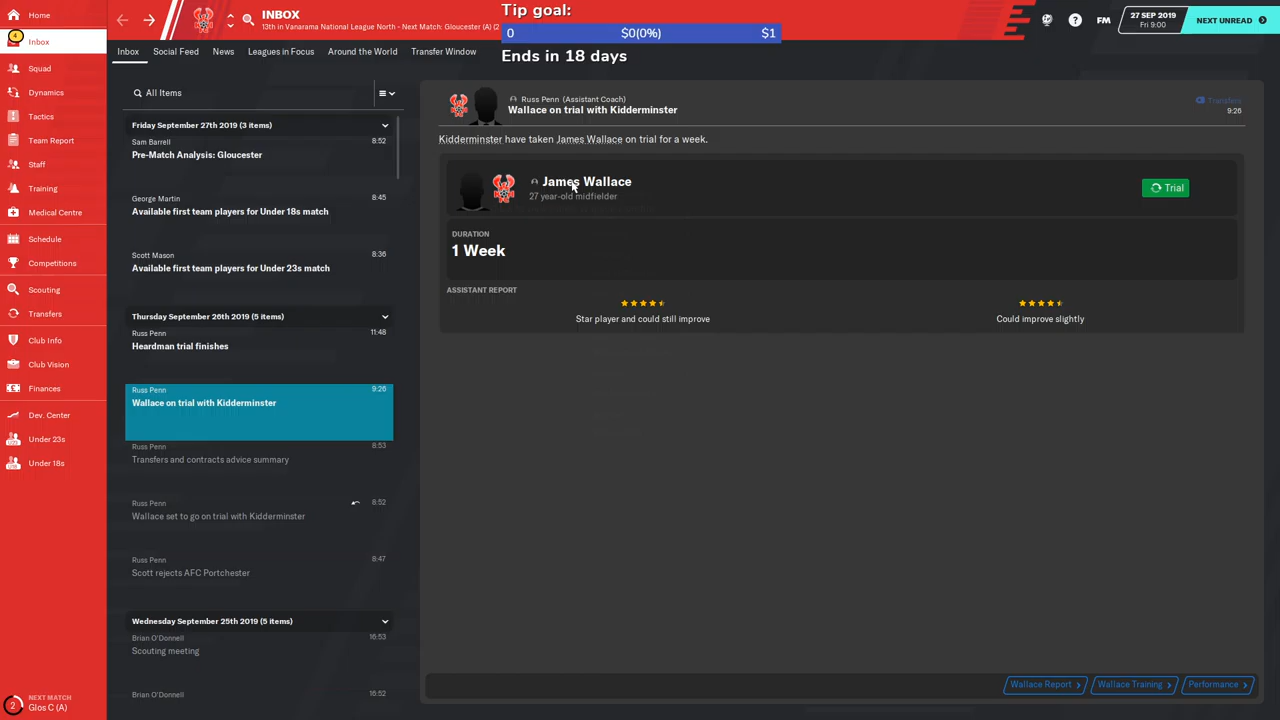 Home
4
Inbox
Squad
Dynamics
Tactics
Team Report
Staff
Training
Medical Centre
Schedule
Competitions
Scouting
Transfers
Club Info
Club Vision
Finances
Dev. Center
Under 23s
Under 18s
NEXT MATCH
2 Glos C (A)
INBOX
13th in Vanarama National League North - Next Match: Gloucester (A) (2
Tip goal:
0 $0(0%) $1
Ends in 18 days
?
FM
27 SEP 2019
Fri 9:00
NEXT UNREAD
Inbox Social Feed News Leagues in Focus Around the World Transfer Window
All Items
Friday September 27th 2019 (3 items)
Sam Barrell 8:52
Pre-Match Analysis: Gloucester
George Martin 8:45
Available first team players for Under 18s match
Scott Mason 8:36
Available first team players for Under 23s match
Thursday September 26th 2019 (5 items)
Russ Penn 11:48
Heardman trial finishes
Russ Penn 9:26
Wallace on trial with Kidderminster
Russ Penn 8:53
Transfers and contracts advice summary
Russ Penn 8:52
Wallace set to go on trial with Kidderminster
Russ Penn 8:47
Scott rejects AFC Portchester
Wednesday September 25th 2019 (5 items)
Brian O'Donnell 16:53
Scouting meeting
Brian O'Donnell 16:52
Russ Penn (Assistant Coach) Transfers
Wallace on trial with Kidderminster 9:26
Kidderminster have taken James Wallace on trial for a week.
James Wallace
27 year-old midfielder
Trial
DURATION
1 Week
ASSISTANT REPORT
Star player and could still improve Could improve slightly
Wallace Report Wallace Training Performance